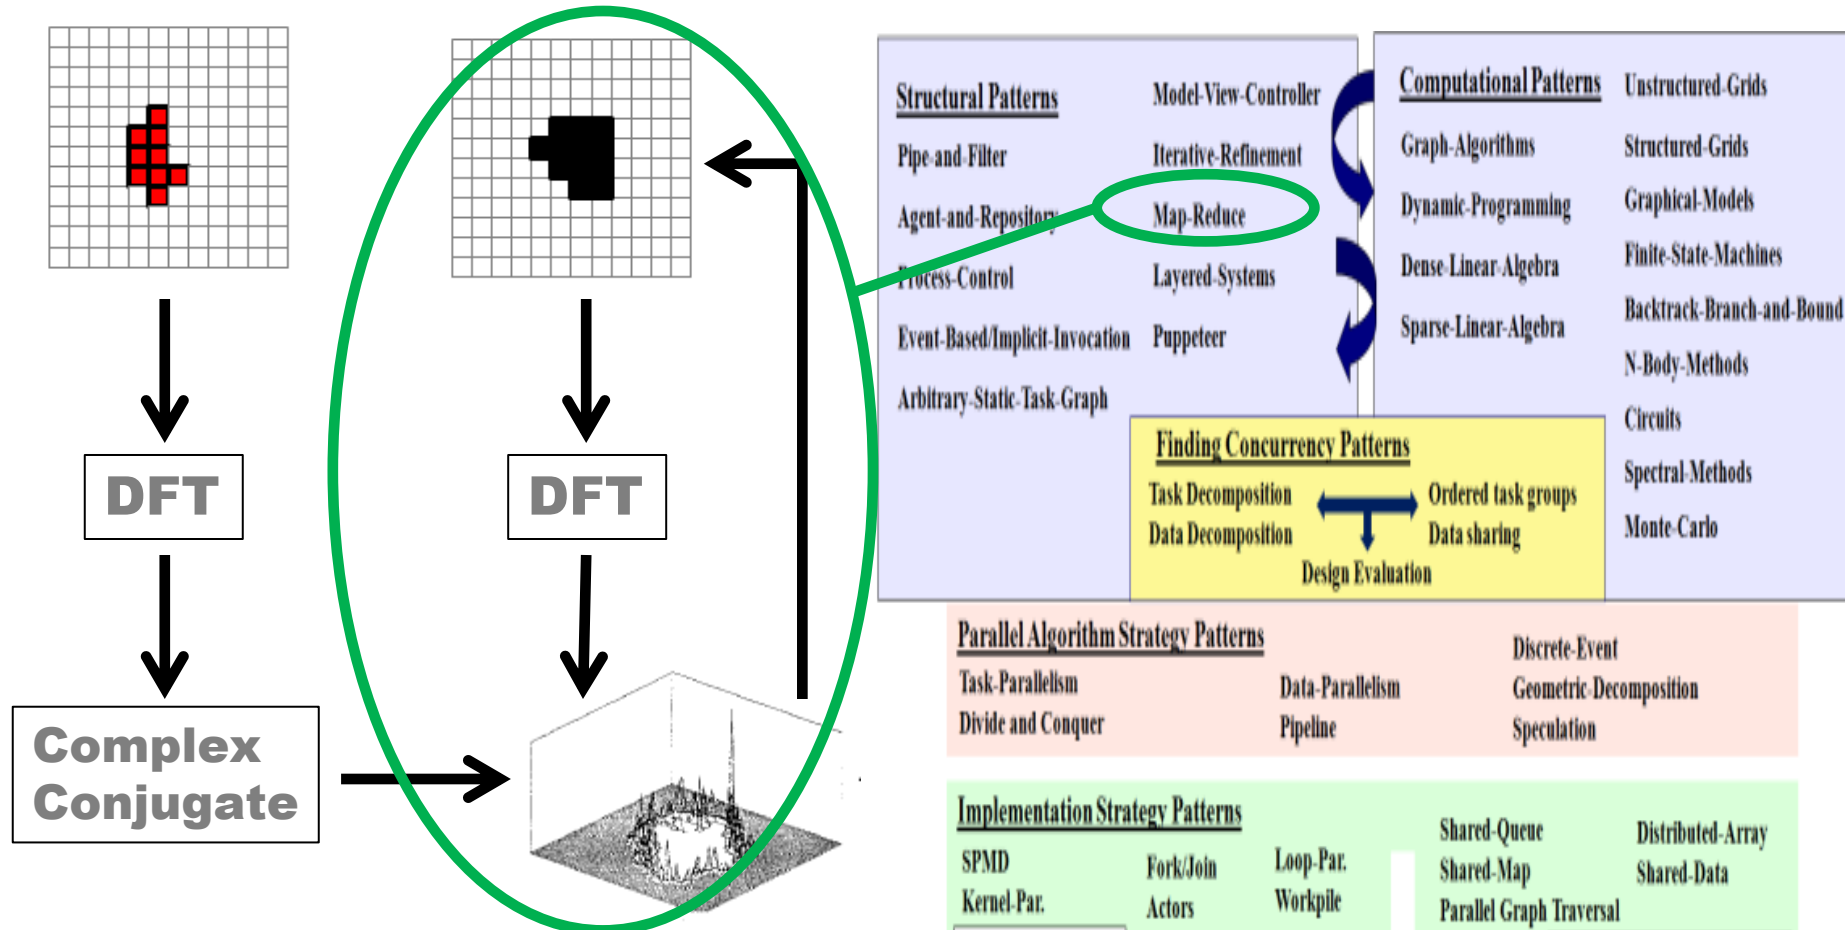 DFT
Complex
Conjugate
DFT
Structural Patterns
Pipe-and-Filter
Agent-and-Repository
Process-Control
Event-Based/Implicit-Invocation
Arbitrary-Static-Task-Graph
Model-View-Controller
Iterative-Refinement
Map-Reduce
Layered-Systems
Puppeteer
Computational Patterns
Graph-Algorithms
Dynamic-Programming
Dense-Linear-Algebra
Sparse-Linear-Algebra
Unstructured-Grids
Structured-Grids
Graphical-Models
Finite-State-Machines
Backtrack-Branch-and-Bound
N-Body-Methods
Circuits
Spectral-Methods
Monte-Carlo
Finding Concurrency Patterns
Task Decomposition
Data Decomposition
Ordered task groups
Data sharing
Design Evaluation
Parallel Algorithm Strategy Patterns
Task-Parallelism
Divide and Conquer
Data-Parallelism
Pipeline
Discrete-Event
Geometric-Decomposition
Speculation
Implementation Strategy Patterns
SPMD
Kernel-Par.
Fork/Join
Actors
Loop-Par.
Workpile
Shared-Queue
Shared-Map
Parallel Graph Traversal
Distributed-Array
Shared-Data